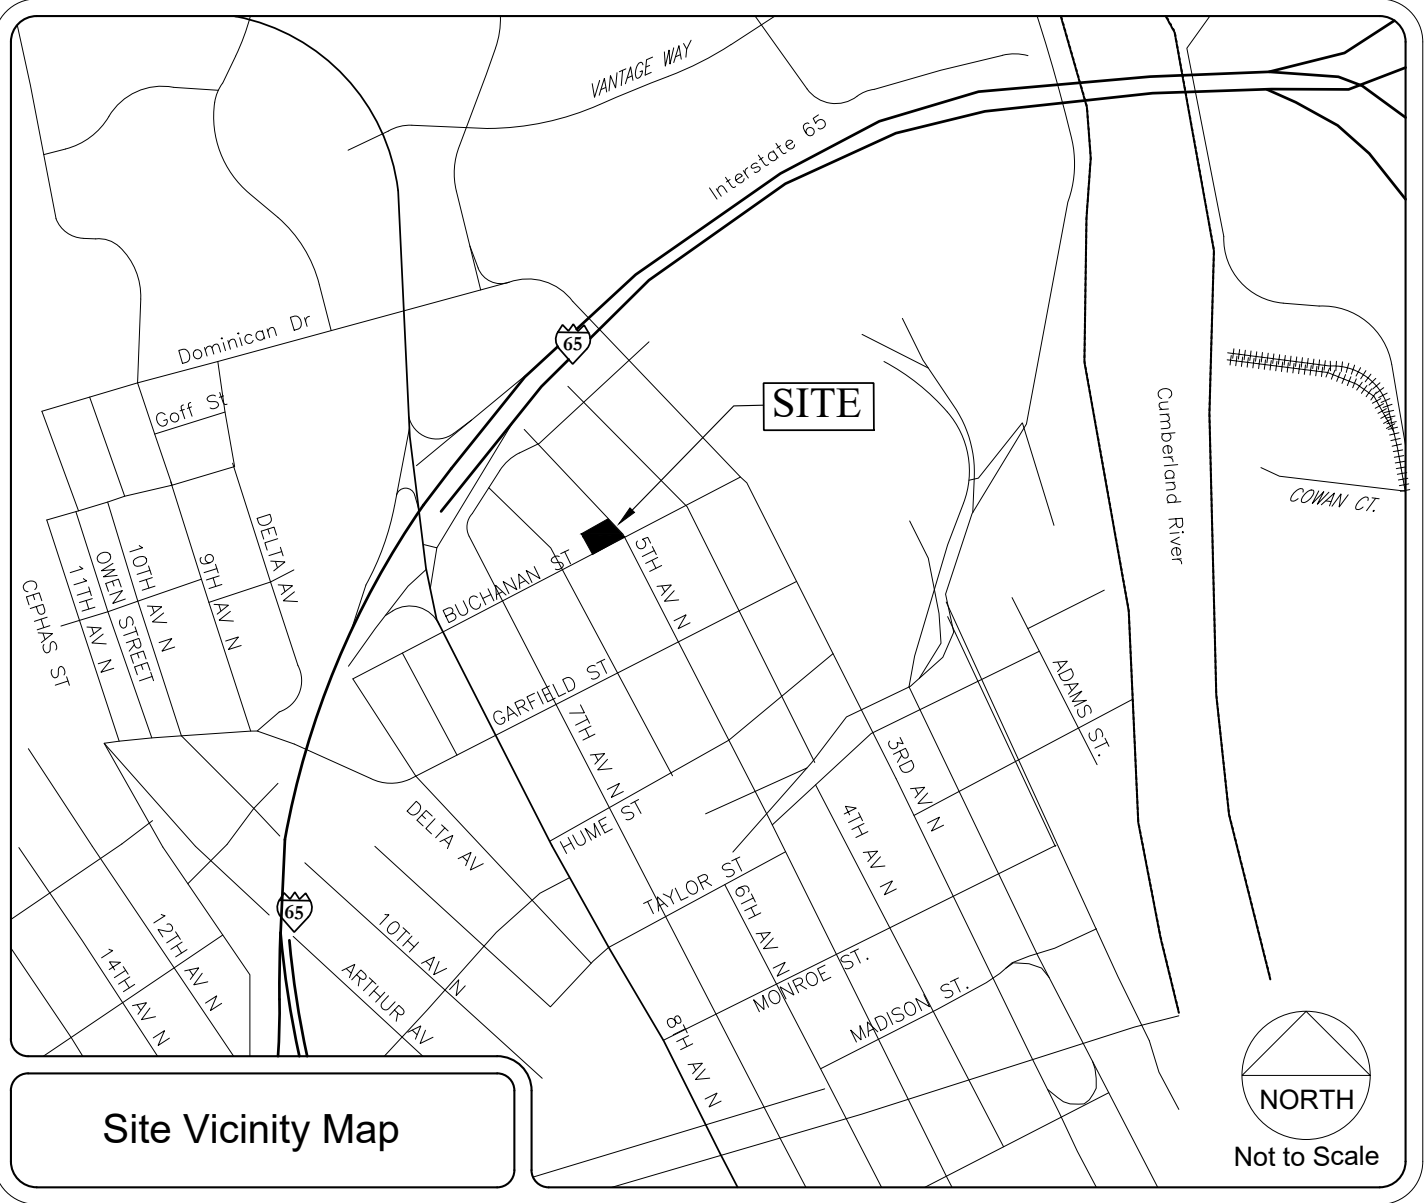 VANTAGE WAY
Interstate 65
Dominican Dr
65
Goff St
SITE
Cumberland River
COWAN CT.
DELTA AV
10TH AV N
OWEN STREET
11TH AV N
CEPHAS ST
9TH AV N
BUCHANAN ST
5TH AV N
GARFIELD ST
7TH AV N
ADAMS ST.
3RD AV N
HUME ST
4TH AV N
DELTA AV
TAYLOR ST
6TH AV N
65
10TH AV N
12TH AV N
14TH AV N
ARTHUR AV
MONROE ST.
MADISON ST.
8TH AV N
NORTH
Not to Scale
Site Vicinity Map